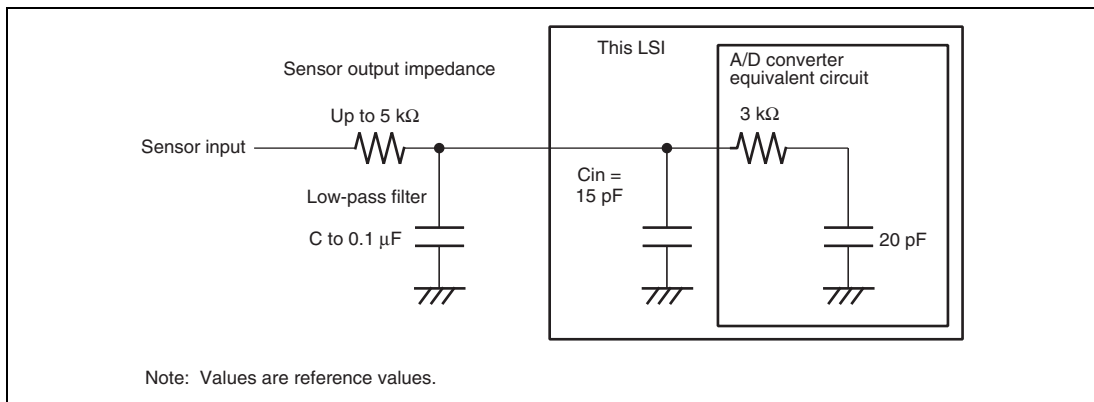 This LSI
A/D converter
equivalent circuit
Sensor output impedance
Up to 5 kΩ
3 kΩ
Sensor input
Cin =
15 pF
Low-pass filter
C to 0.1 μF
20 pF
Note: Values are reference values.